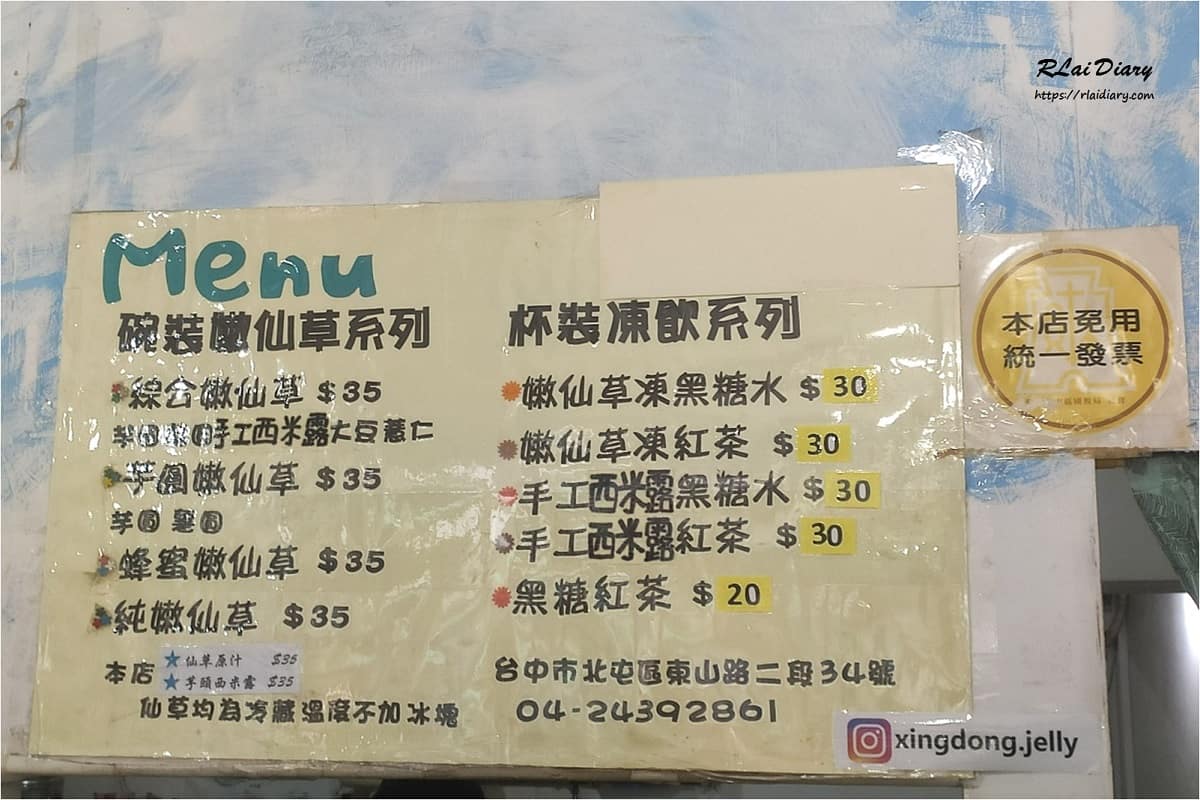 RLai Diary
https://rlaidiary.com
Menu
碗裝嫩仙草系列
綜合嫩仙草 $35
芋圓 手工西米露大豆薏仁
芋圓嫩仙草 $35
芋圓
蜂蜜嫩仙草 $35
純嫩仙草 $35
本店 ★仙草原汁 $35
★芋頭西米露 $35
仙草均為冷藏溫度不加冰塊
杯裝凍飲系列
嫩仙草凍黑糖水 $30
嫩仙草凍紅茶 $30
手工西米露黑糖水 $30
手工西米露紅茶 $30
黑糖紅茶 $20
台中市北屯區東山路二段34號
04-24392861
xingdong.jelly
本店免用
統一發票